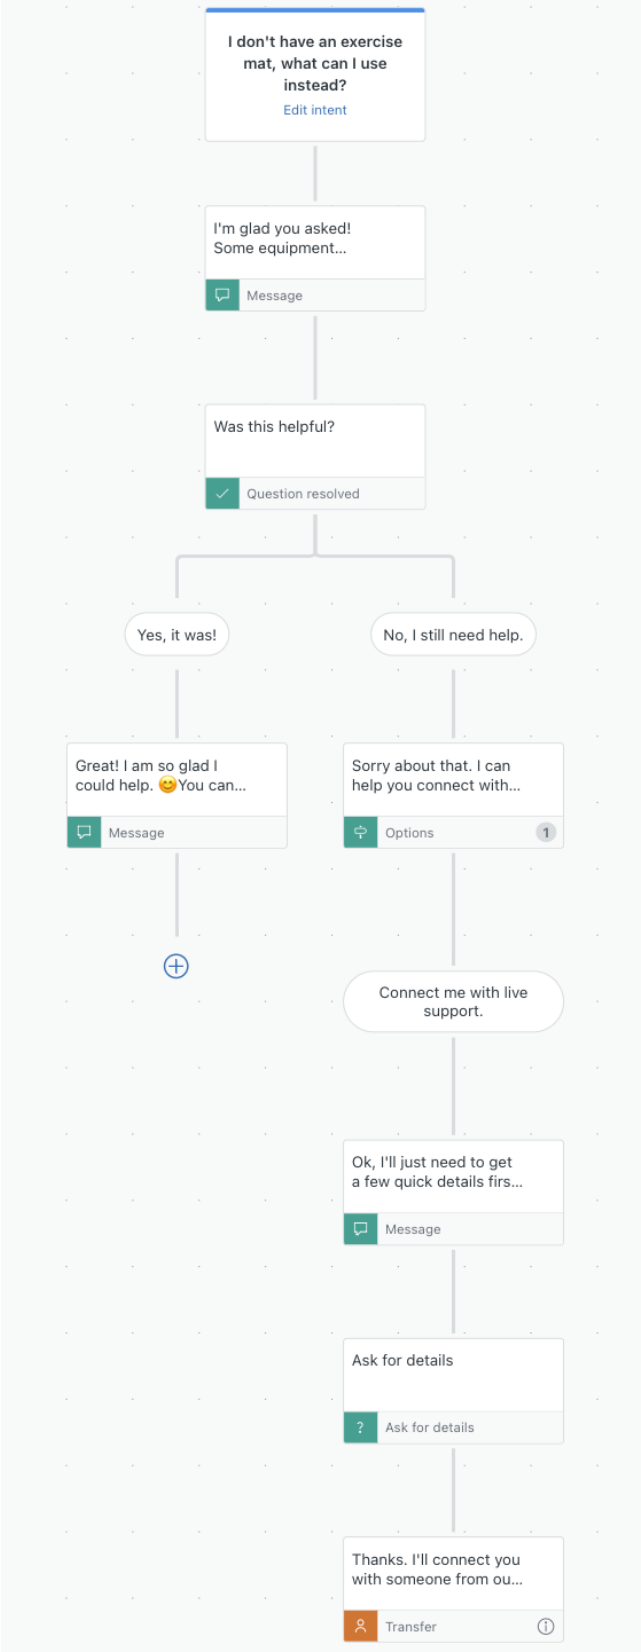 I don't have an exercise
mat, what can I use
instead?
Edit intent
I'm glad you asked!
Some equipment...
Message
Was this helpful?
Question resolved
Yes, it was!
No, I still need help.
Great! I am so glad I
could help. 😊You can...
Message
Sorry about that. I can
help you connect with...
Options
1
Connect me with live
support.
Ok, I'll just need to get
a few quick details firs...
Message
Ask for details
? Ask for details
Thanks. I'll connect you
with someone from ou...
Transfer